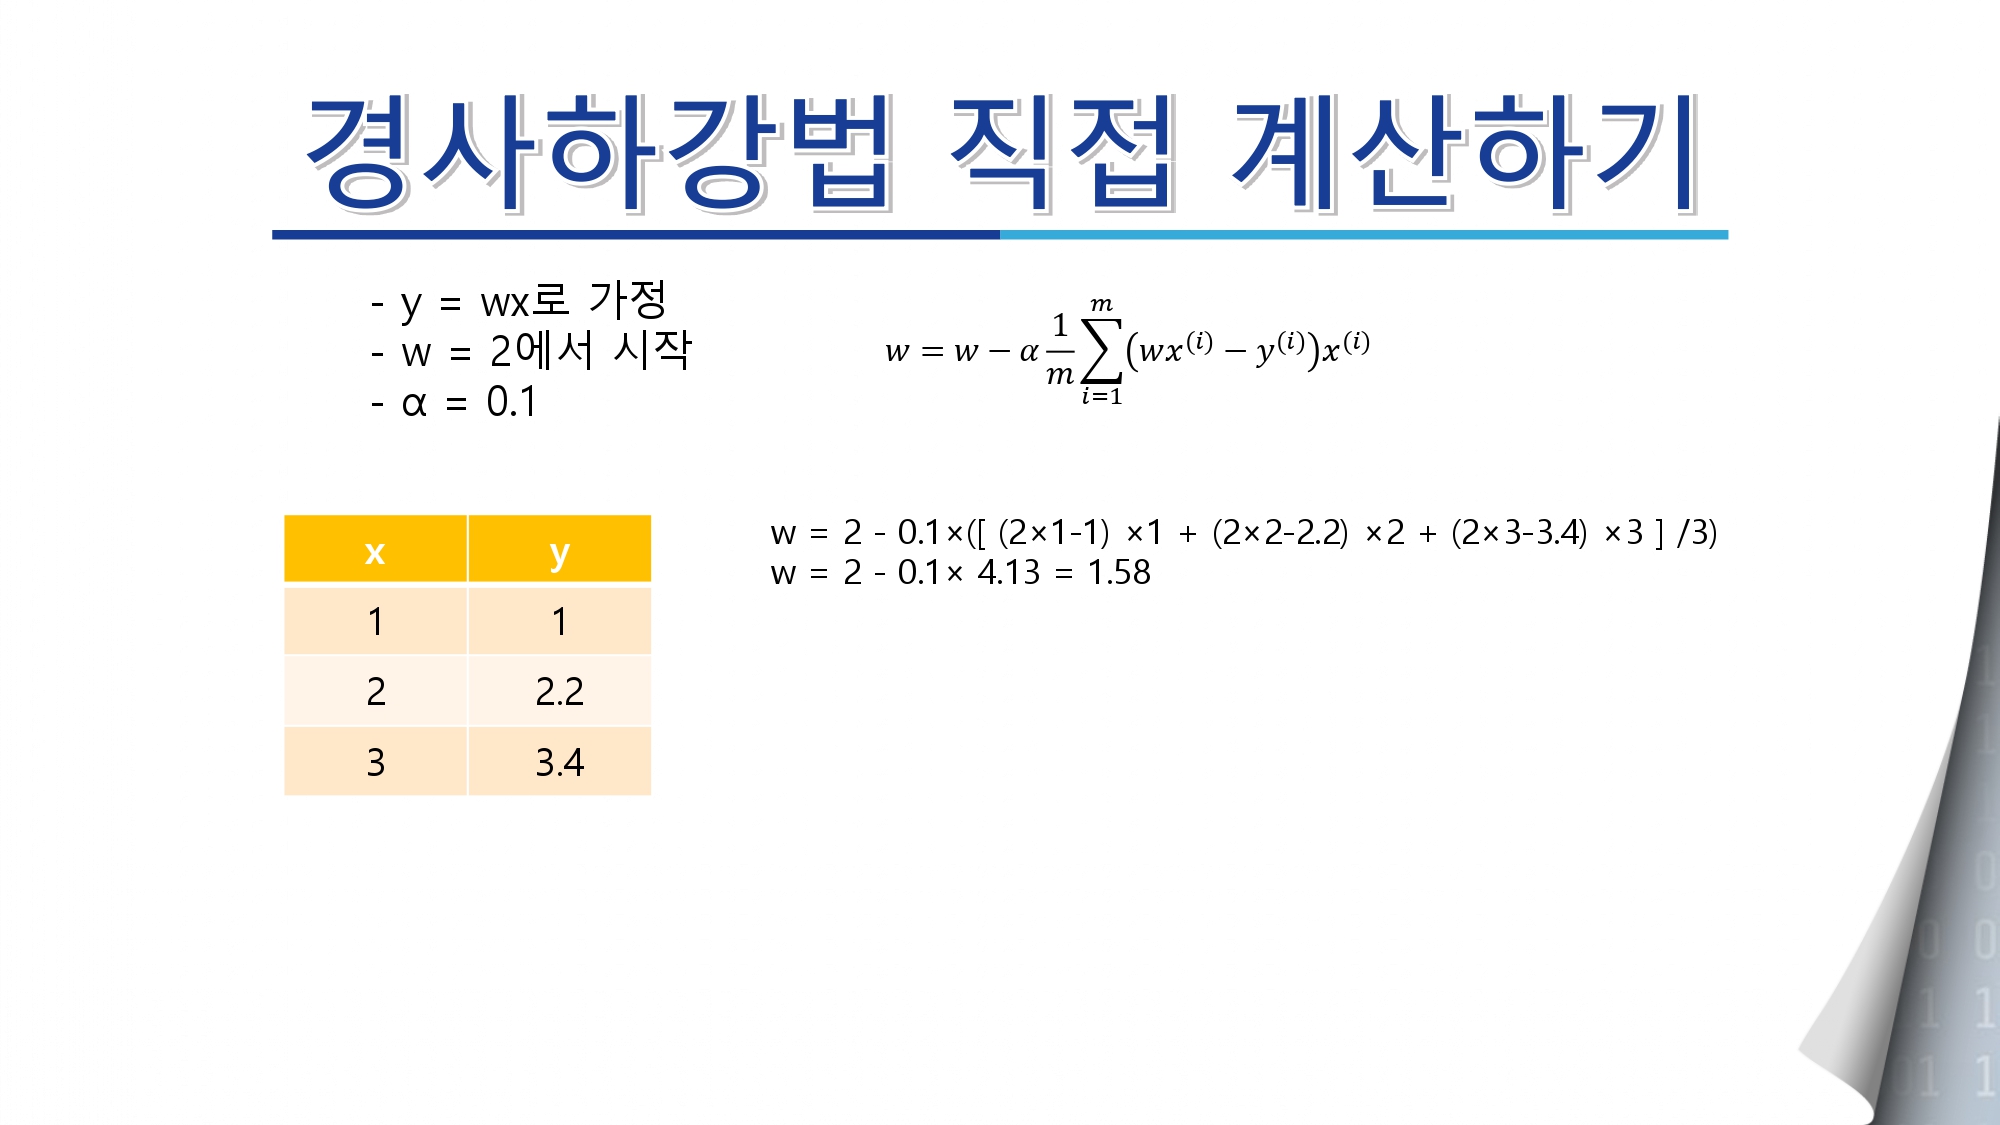 경사하강법 직접 계산하기
- y = wx로 가정
- w = 2에서 시작
- α = 0.1
w = w − α 1/m ∑_{i=1}^{m} (wx^{(i)} − y^{(i)})x^{(i)}
x y
1 1
2 2.2
3 3.4
w = 2 - 0.1×([ (2×1-1) ×1 + (2×2-2.2) ×2 + (2×3-3.4) ×3 ] /3)
w = 2 - 0.1× 4.13 = 1.58